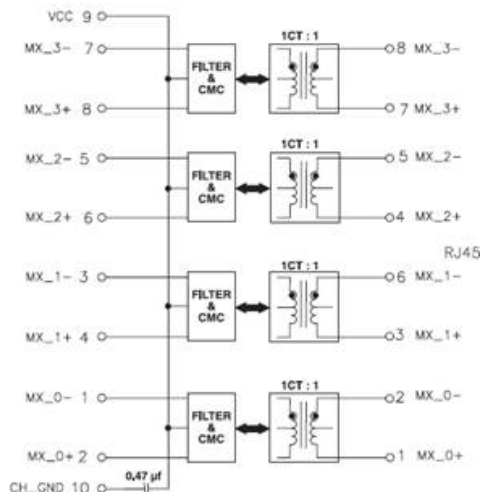 VCC 9
1CT : 1
MX_3- 7
FILTER & CMC
8 MX_3-
MX_3+ 8
7 MX_3+
1CT : 1
MX_2- 5
FILTER & CMC
5 MX_2-
MX_2+ 6
4 MX_2+
RJ45
1CT : 1
MX_1- 3
FILTER & CMC
6 MX_1-
MX_1+ 4
3 MX_1+
1CT : 1
MX_0- 1
FILTER & CMC
2 MX_0-
MX_0+ 2
1 MX_0+
0,47 µf
CH_GND 10